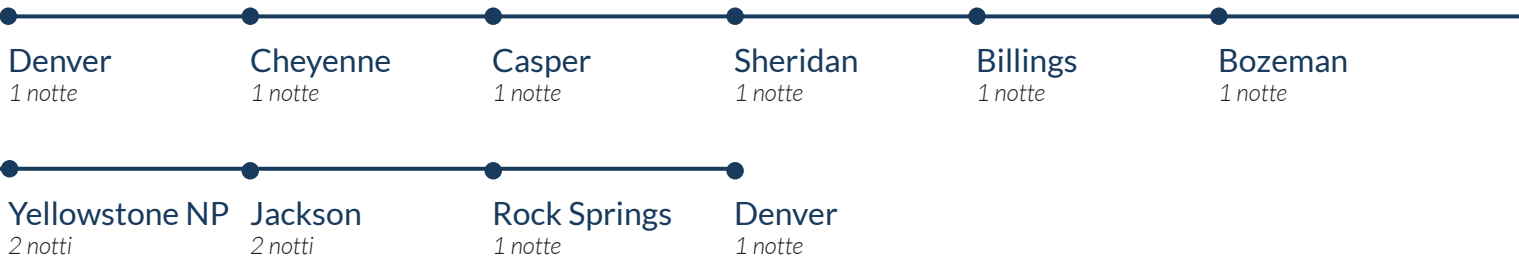 Denver Cheyenne Casper Sheridan Billings Bozeman
1 notte 1 notte 1 notte 1 notte 1 notte 1 notte
Yellowstone NP Jackson Rock Springs Denver
2 notti 2 notti 1 notte 1 notte